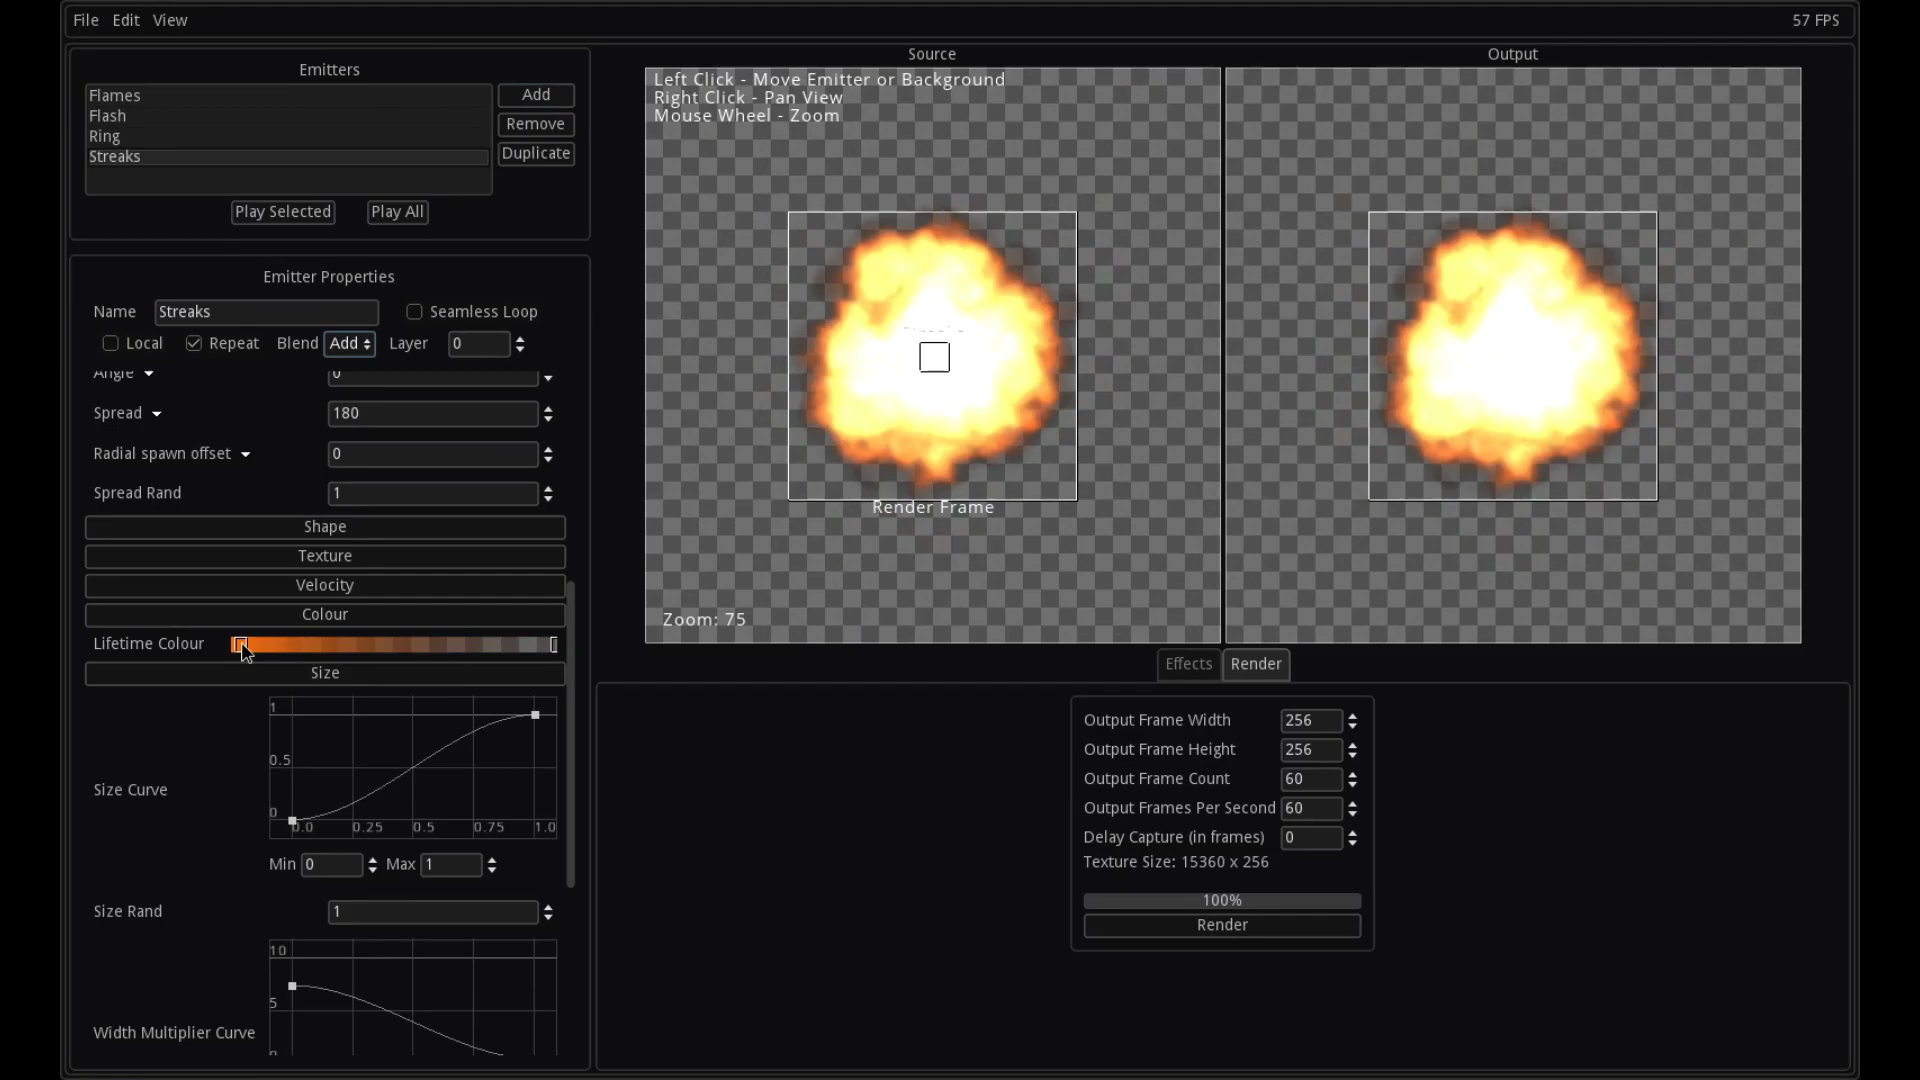 File Edit View
57 FPS
Emitters
Flames
Flash
Ring
Streaks
Add
Remove
Duplicate
Play Selected Play All
Emitter Properties
Name Streaks Seamless Loop
Local Repeat Blend Add Layer 0
Angle 0
Spread 180
Radial spawn offset 0
Spread Rand 1
Shape
Texture
Velocity
Colour
Lifetime Colour
Size
1
0.5
0
0.0 0.25 0.5 0.75 1.0
Size Curve
Min 0 Max 1
Size Rand 1
10
5
0
Width Multiplier Curve
Source
Left Click - Move Emitter or Background
Right Click - Pan View
Mouse Wheel - Zoom
Render Frame
Zoom: 75
Output
Effects Render
Output Frame Width 256
Output Frame Height 256
Output Frame Count 60
Output Frames Per Second 60
Delay Capture (in frames) 0
Texture Size: 15360 x 256
100%
Render